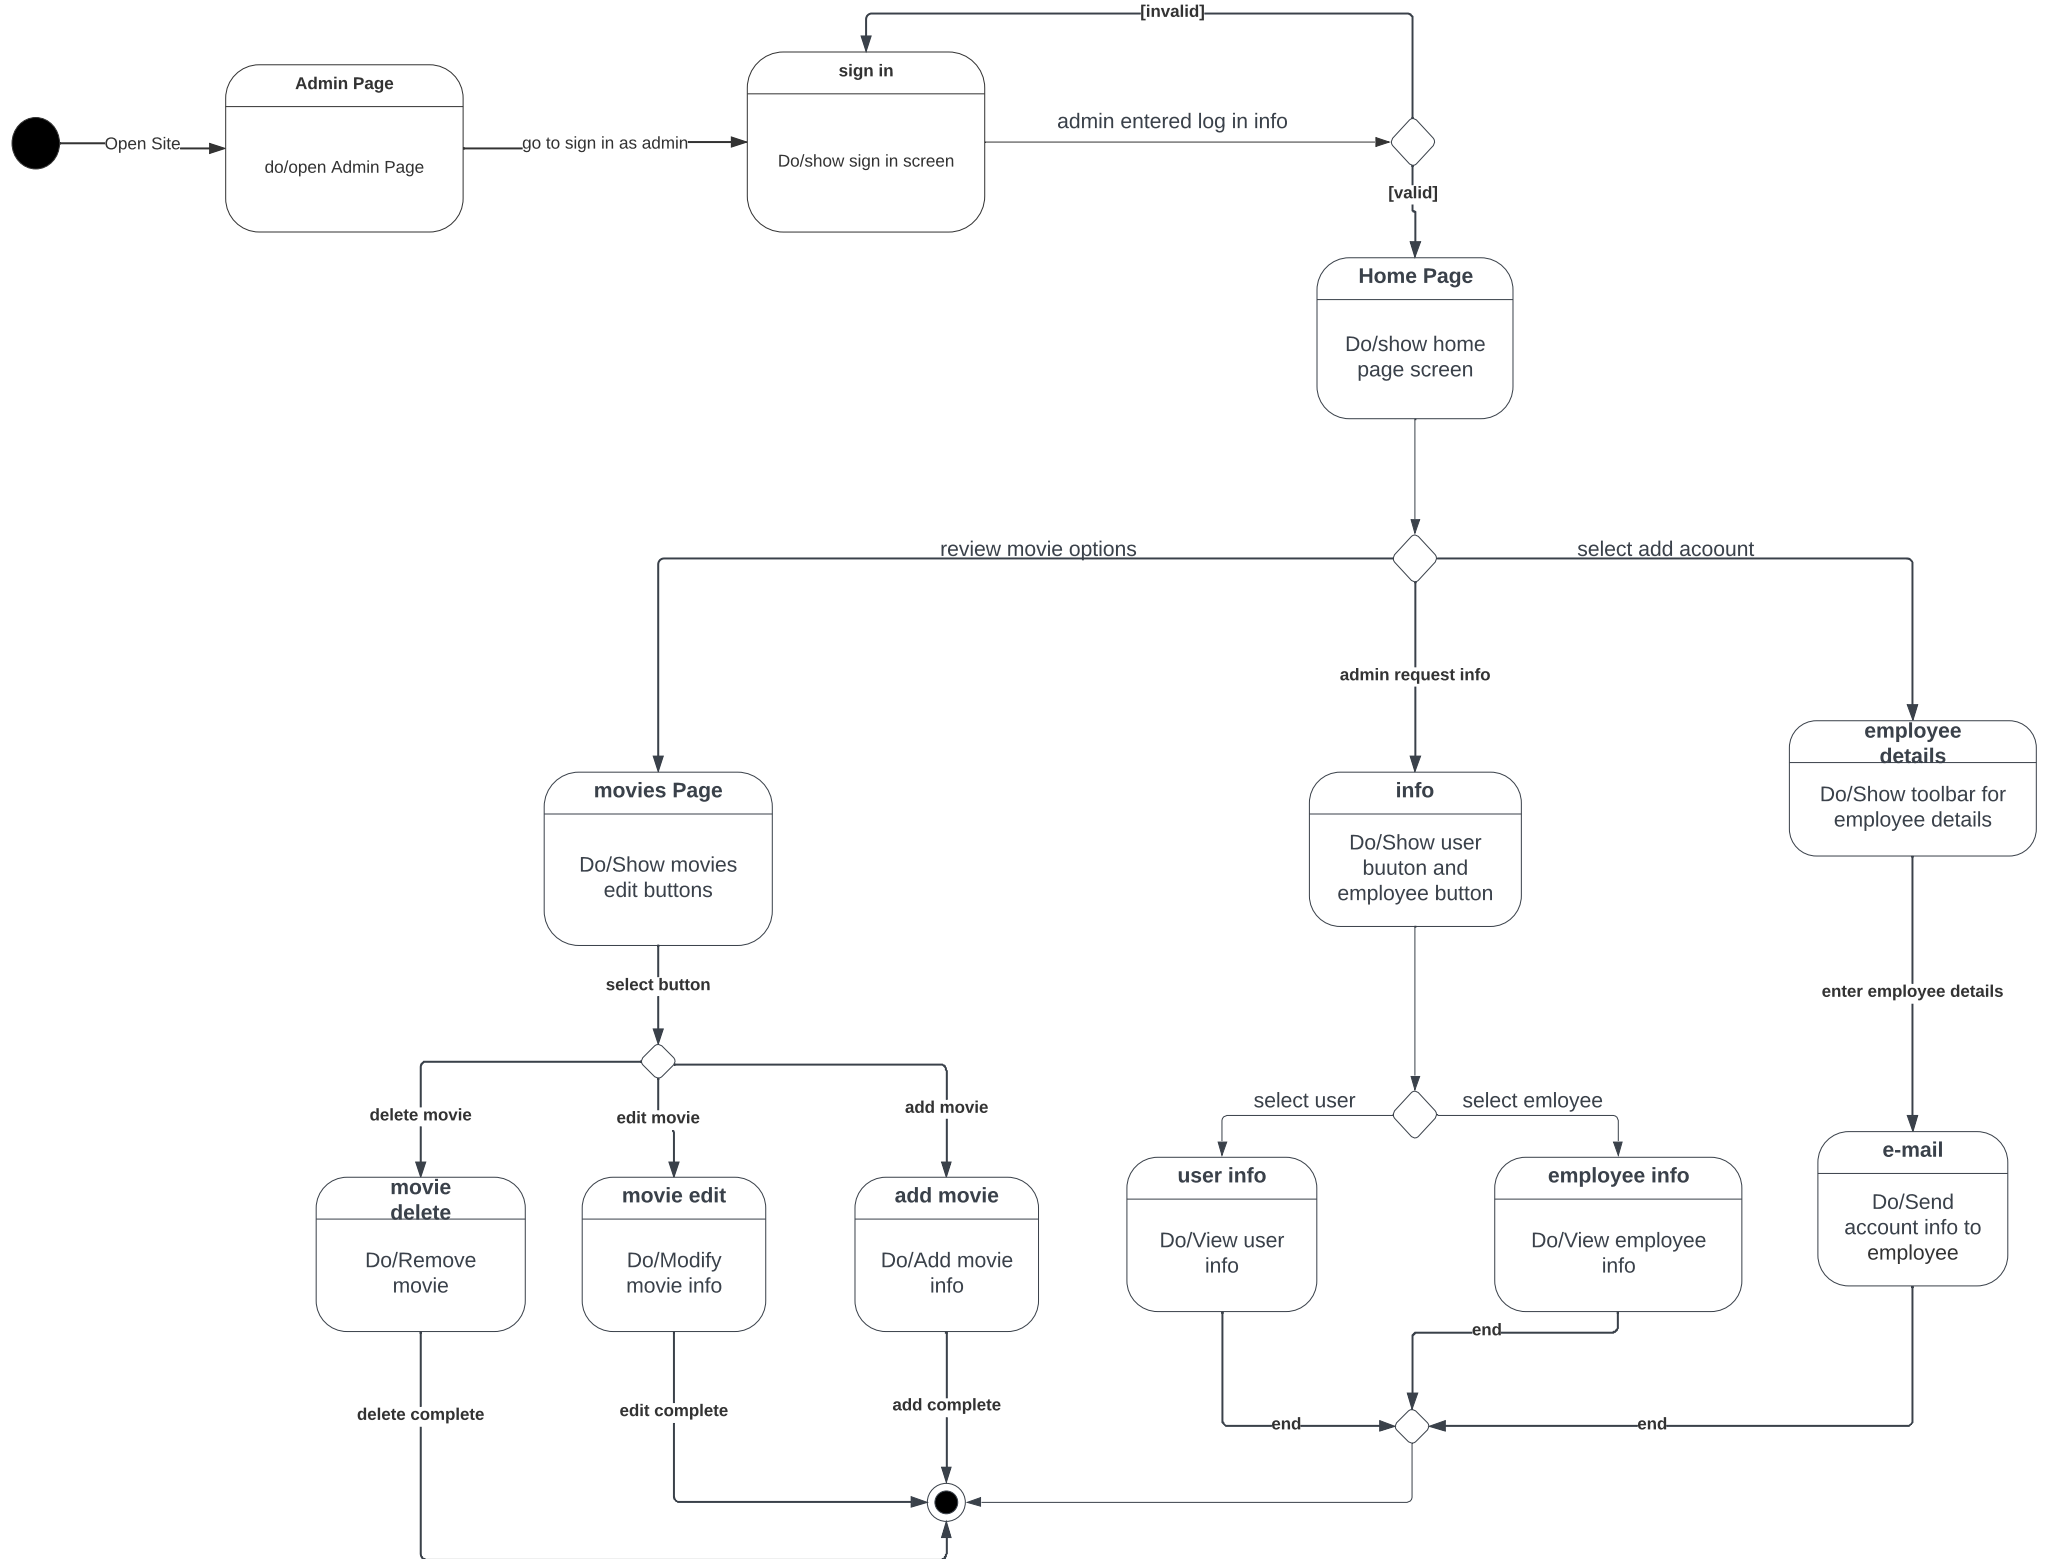 [invalid]
Admin Page
sign in
Open Site
do/open Admin Page
go to sign in as admin
Do/show sign in screen
admin entered log in info
[valid]
Home Page
Do/show home
page screen
review movie options
select add acoount
admin request info
employee
details
Do/Show toolbar for
employee details
movies Page
Do/Show movies
edit buttons
info
Do/Show user
buuton and
employee button
select button
enter employee details
delete movie
edit movie
add movie
select user
select emloyee
movie
delete
Do/Remove
movie
movie edit
Do/Modify
movie info
add movie
Do/Add movie
info
user info
Do/View user
info
employee info
Do/View employee
info
e-mail
Do/Send
account info to
employee
end
delete complete
edit complete
add complete
end
end